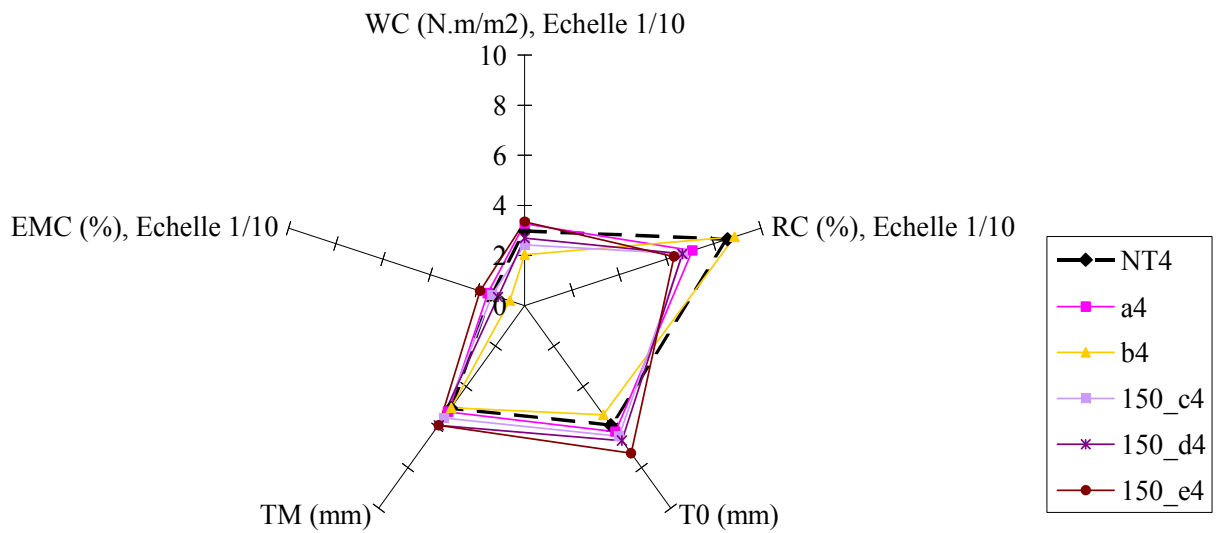 WC (N.m/m2), Echelle 1/10
10
8
6
4
2
0
EMC (%), Echelle 1/10
RC (%), Echelle 1/10
TM (mm)
T0 (mm)
NT4
a4
b4
150_c4
150_d4
150_e4